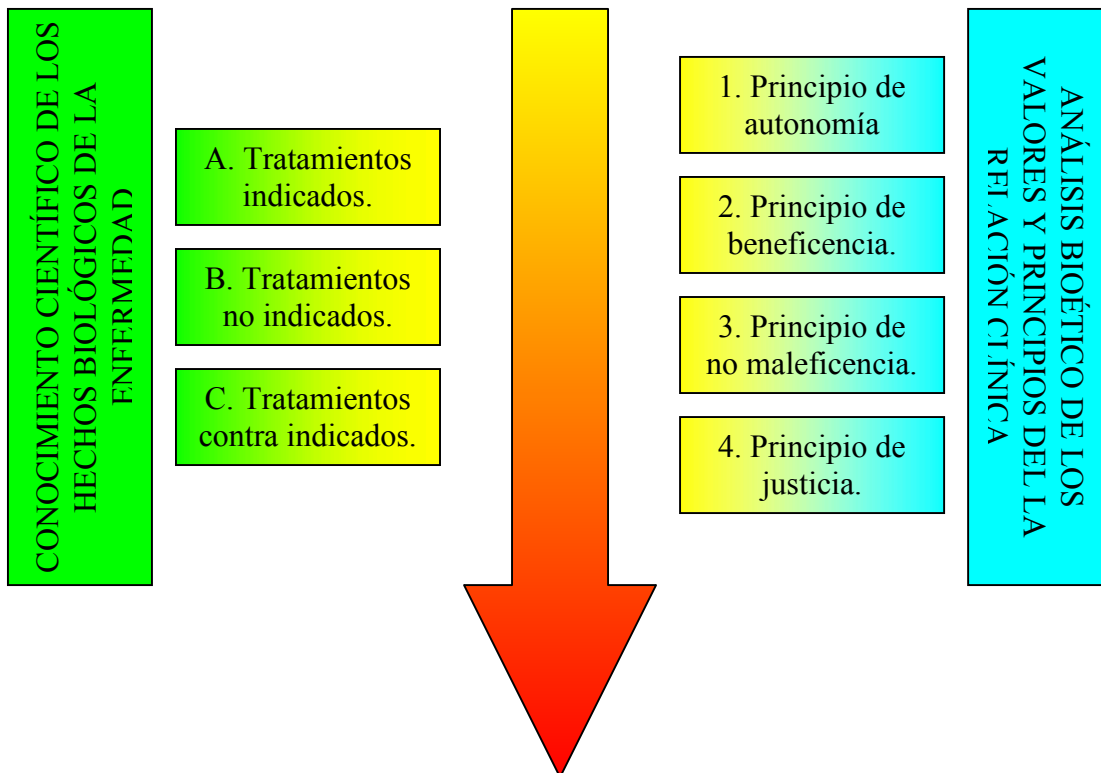 CONOCIMIENTO CIENTÍFICO DE LOS
HECHOS BIOLÓGICOS DE LA
ENFERMEDAD
A. Tratamientos
indicados.
B. Tratamientos
no indicados.
C. Tratamientos
contra indicados.
1. Principio de
autonomía
2. Principio de
beneficencia.
3. Principio de
no maleficencia.
4. Principio de
justicia.
ANÁLISIS BIOÉTICO DE LOS
VALORES Y PRINCIPIOS DEL LA
RELACIÓN CLÍNICA